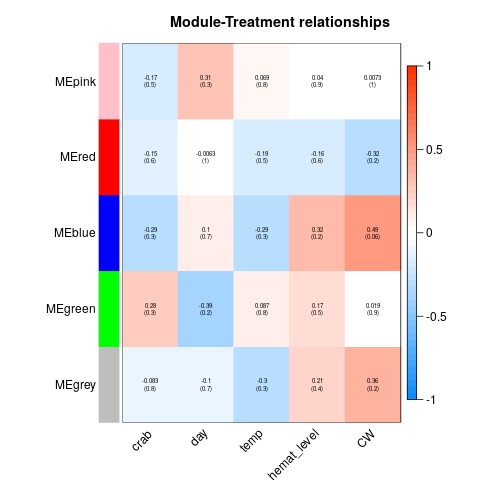 Module-Treatment relationships
MEpink
-0.17 0.31 0.069 0.04 0.0073
(0.5) (0.3) (0.8) (0.9) (1)
MEred
-0.15 -0.0063 -0.19 -0.16 -0.32
(0.6) (1) (0.5) (0.6) (0.2)
MEblue
-0.29 0.1 -0.29 0.32 0.49
(0.3) (0.7) (0.3) (0.2) (0.06)
MEgreen
0.28 -0.39 0.087 0.17 0.019
(0.3) (0.2) (0.8) (0.5) (0.9)
MEgrey
-0.083 -0.1 -0.3 0.21 0.36
(0.8) (0.7) (0.3) (0.4) (0.2)
crab day temp hemat_level CW
1
0.5
0
-0.5
-1